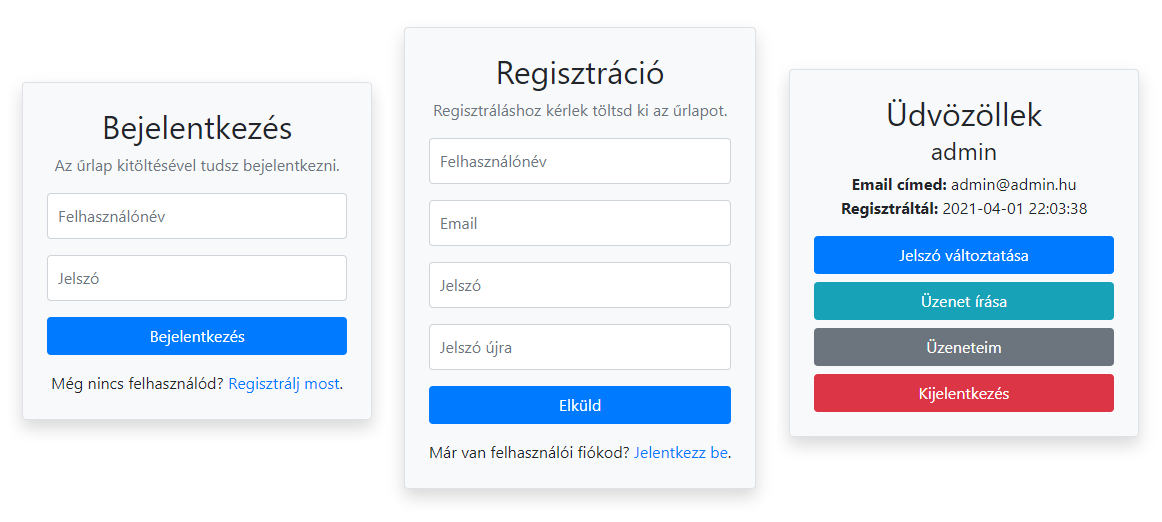 Bejelentkezés
Az űrlap kitöltésével tudsz bejelentkezni.
Felhasználónév
Jelszó
Bejelentkezés
Még nincs felhasználód? Regisztrálj most.
Regisztráció
Regisztráláshoz kérlek töltsd ki az űrlapot.
Felhasználónév
Email
Jelszó
Jelszó újra
Elküld
Már van felhasználói fiókod? Jelentkezz be.
Üdvözöllek
admin
Email címed: admin@admin.hu
Regisztráltál: 2021-04-01 22:03:38
Jelszó változtatása
Üzenet írása
Üzeneteim
Kijelentkezés